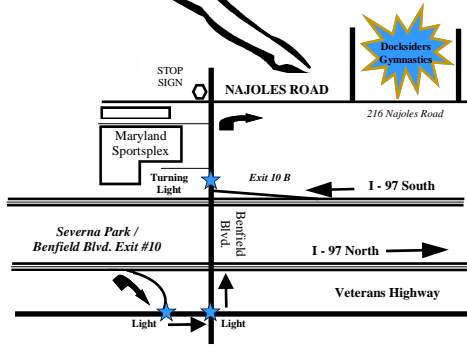 Docksiders
Gymnastics
STOP
SIGN
NAJOLES ROAD
216 Najoles Road
Maryland
Sportsplex
Turning
Light
Exit 10 B
I - 97 South
Severna Park /
Benfield Blvd. Exit #10
Benfield
Blvd.
I - 97 North
Veterans Highway
Light
Light